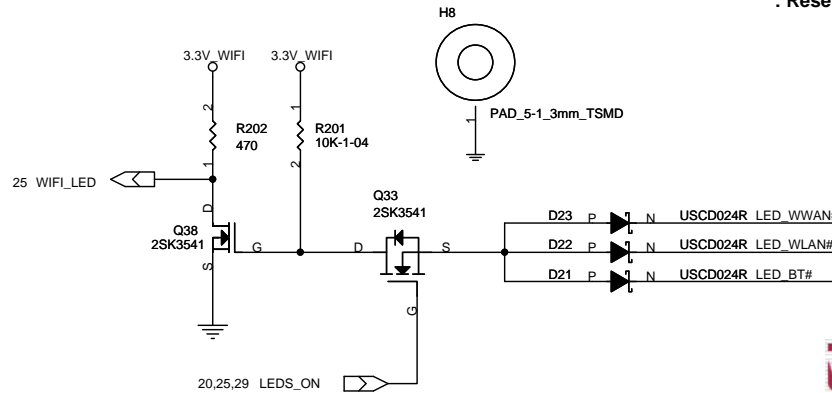 : Rese
H8
3.3V_WIFI 3.3V_WIFI
2 1
R202 R201
470 10K-1-04
1 2
1 PAD_5-1_3mm_TSMD
25 WIFI_LED
D
Q38
2SK3541
G
S
Q33
2SK3541
D S
G
D23 P N USCD024R LED_WWAN#
D22 P N USCD024R LED_WLAN#
D21 P N USCD024R LED_BT#
20,25,29 LEDS_ON